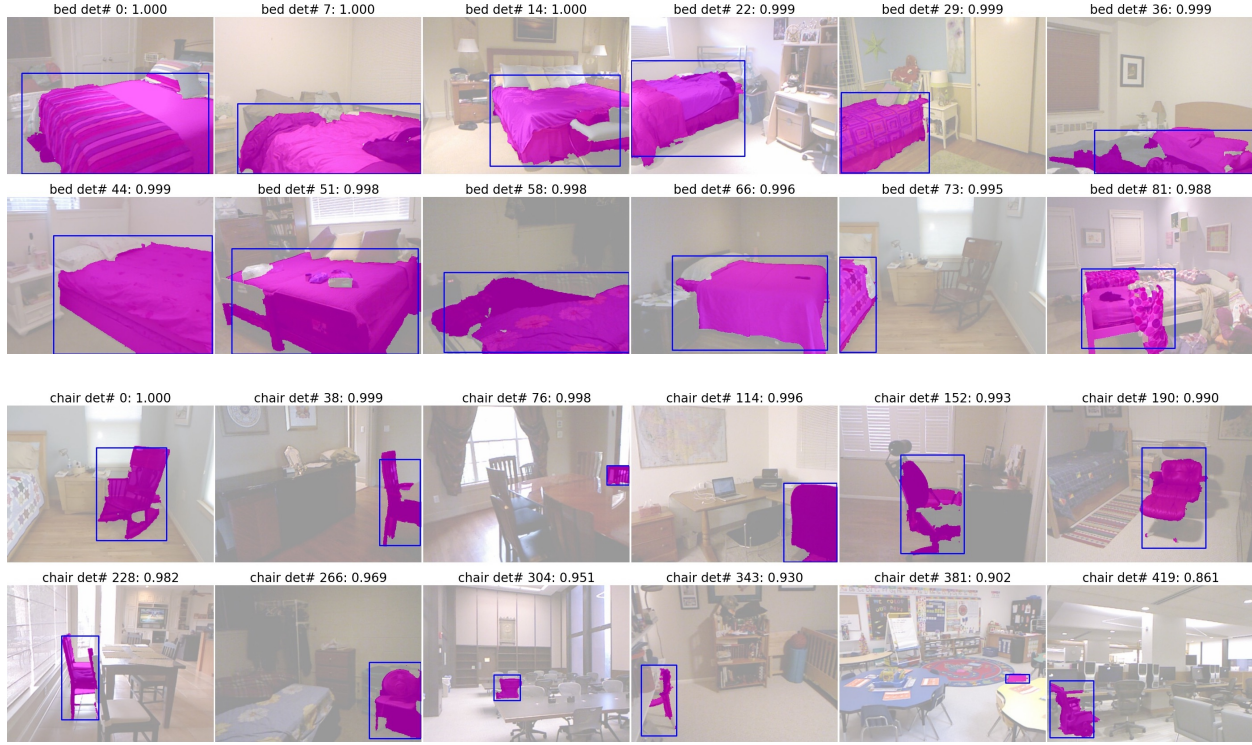 bed det# 0: 1.000
bed det# 7: 1.000
bed det# 14: 1.000
bed det# 22: 0.999
bed det# 29: 0.999
bed det# 36: 0.999
bed det# 44: 0.999
bed det# 51: 0.998
bed det# 58: 0.998
bed det# 66: 0.996
bed det# 73: 0.995
bed det# 81: 0.988
chair det# 0: 1.000
chair det# 38: 0.999
chair det# 76: 0.998
chair det# 114: 0.996
chair det# 152: 0.993
chair det# 190: 0.990
chair det# 228: 0.982
chair det# 266: 0.969
chair det# 304: 0.951
chair det# 343: 0.930
chair det# 381: 0.902
chair det# 419: 0.861